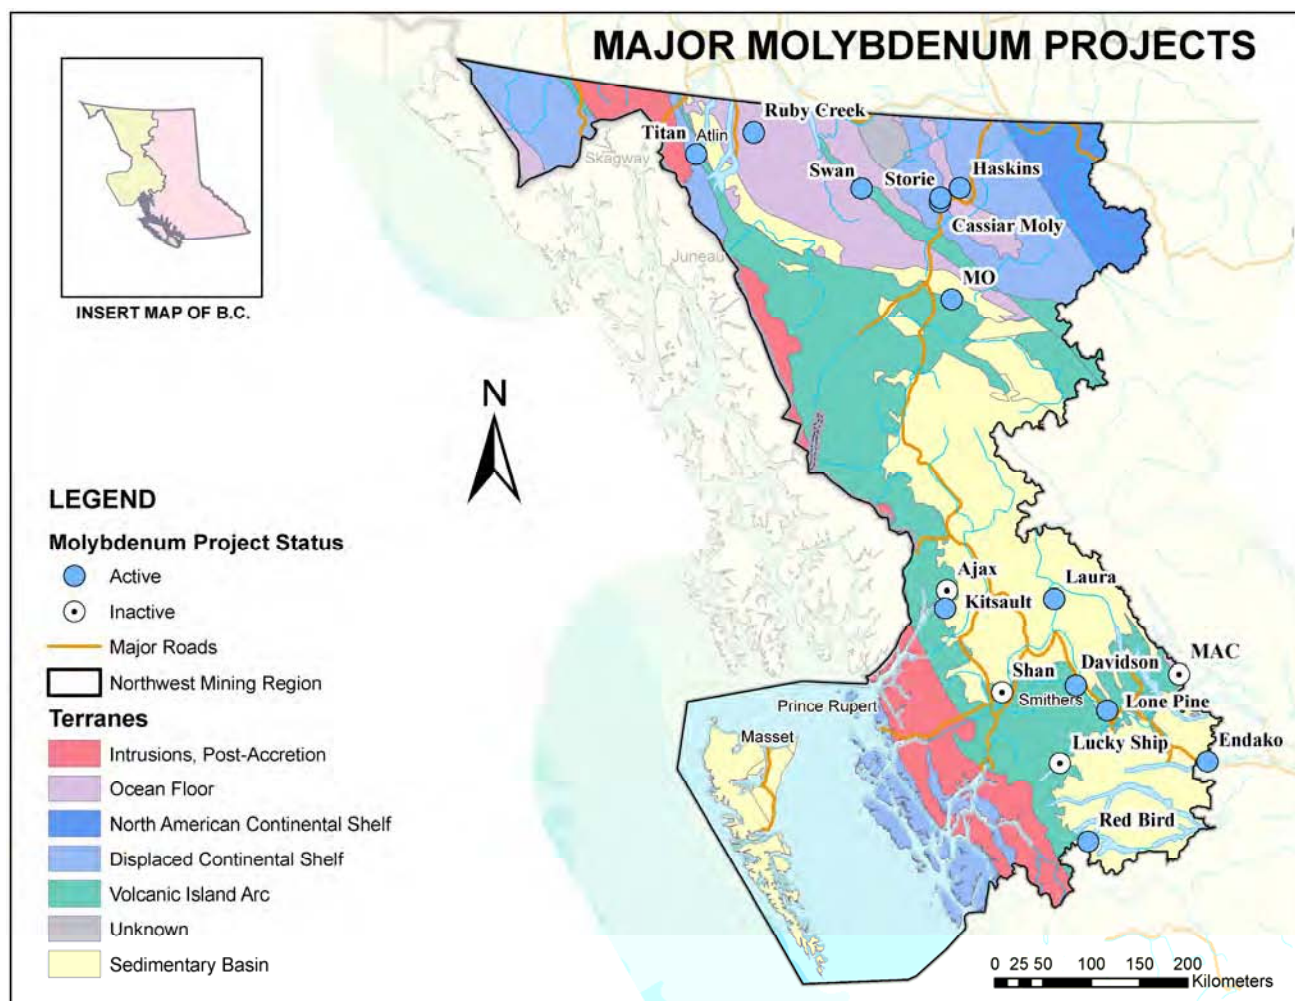 MAJOR MOLYBDENUM PROJECTS
INSERT MAP OF B.C.
N
LEGEND
Molybdenum Project Status
Active
Inactive
Major Roads
Northwest Mining Region
Terranes
Intrusions, Post-Accretion
Ocean Floor
North American Continental Shelf
Displaced Continental Shelf
Volcanic Island Arc
Unknown
Sedimentary Basin
Ruby Creek
Titan
Atlin
Skagway
Swan
Storie
Haskins
Cassiar Moly
Juneau
MO
Ajax
Kitsault
Laura
MAC
Shan
Davidson
Smithers
Lone Pine
Prince Rupert
Masset
Lucky Ship
Endako
Red Bird
0 25 50 100 150 200
Kilometers